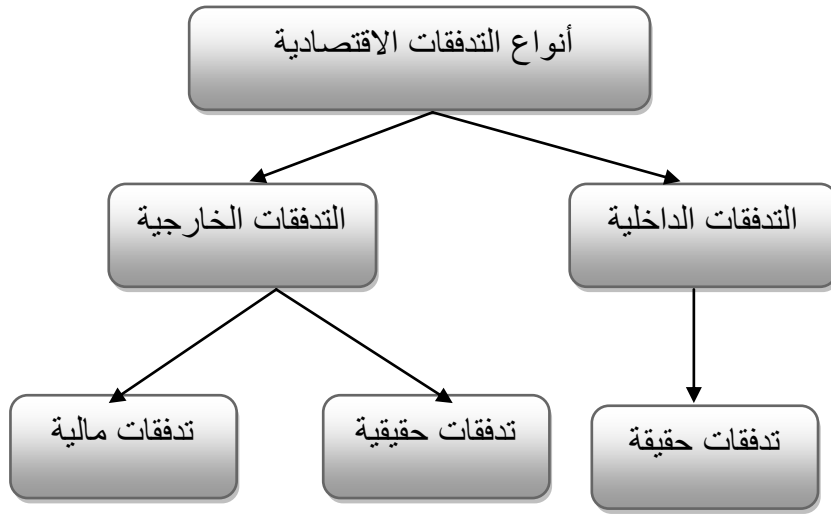 أنواع التدفقات الاقتصادية
التدفقات الداخلية
التدفقات الخارجية
تدفقات حقيقة
تدفقات حقيقية
تدفقات مالية